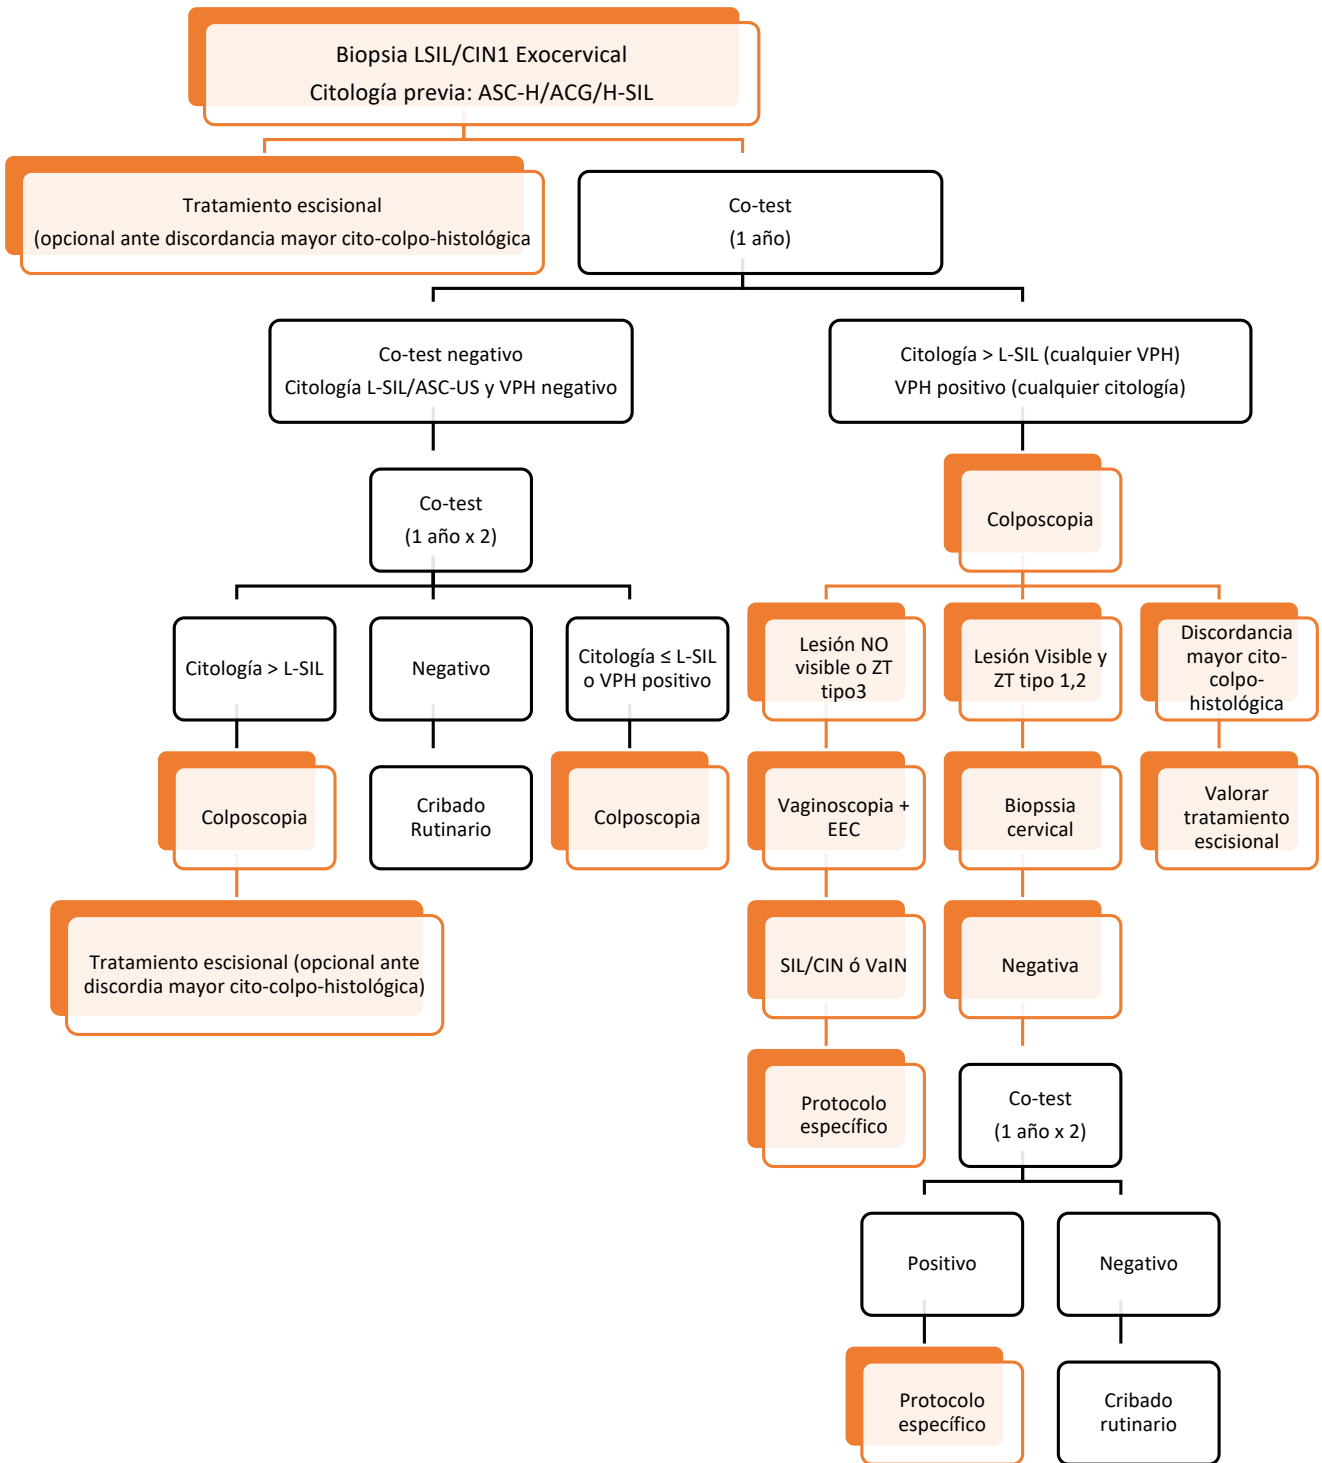 Biopsia LSIL/CIN1 Exocervical
Citología previa: ASC-H/ACG/H-SIL
Tratamiento escisional
(opcional ante discordancia mayor cito-colpo-histológica
Co-test
(1 año)
Co-test negativo
Citología L-SIL/ASC-US y VPH negativo
Citología > L-SIL (cualquier VPH)
VPH positivo (cualquier citología)
Co-test
(1 año x 2)
Colposcopia
Citología > L-SIL
Negativo
Citología ≤ L-SIL
o VPH positivo
Lesión NO
visible o ZT
tipo3
Lesión Visible y
ZT tipo 1,2
Discordancia
mayor cito-
colpo-
histológica
Colposcopia
Cribado
Rutinario
Colposcopia
Vaginoscopia +
EEC
Biopssia
cervical
Valorar
tratamiento
escisional
Tratamiento escisional (opcional ante
discordia mayor cito-colpo-histológica)
SIL/CIN ó VaIN
Negativa
Protocolo
específico
Co-test
(1 año x 2)
Positivo
Negativo
Protocolo
específico
Cribado
rutinario